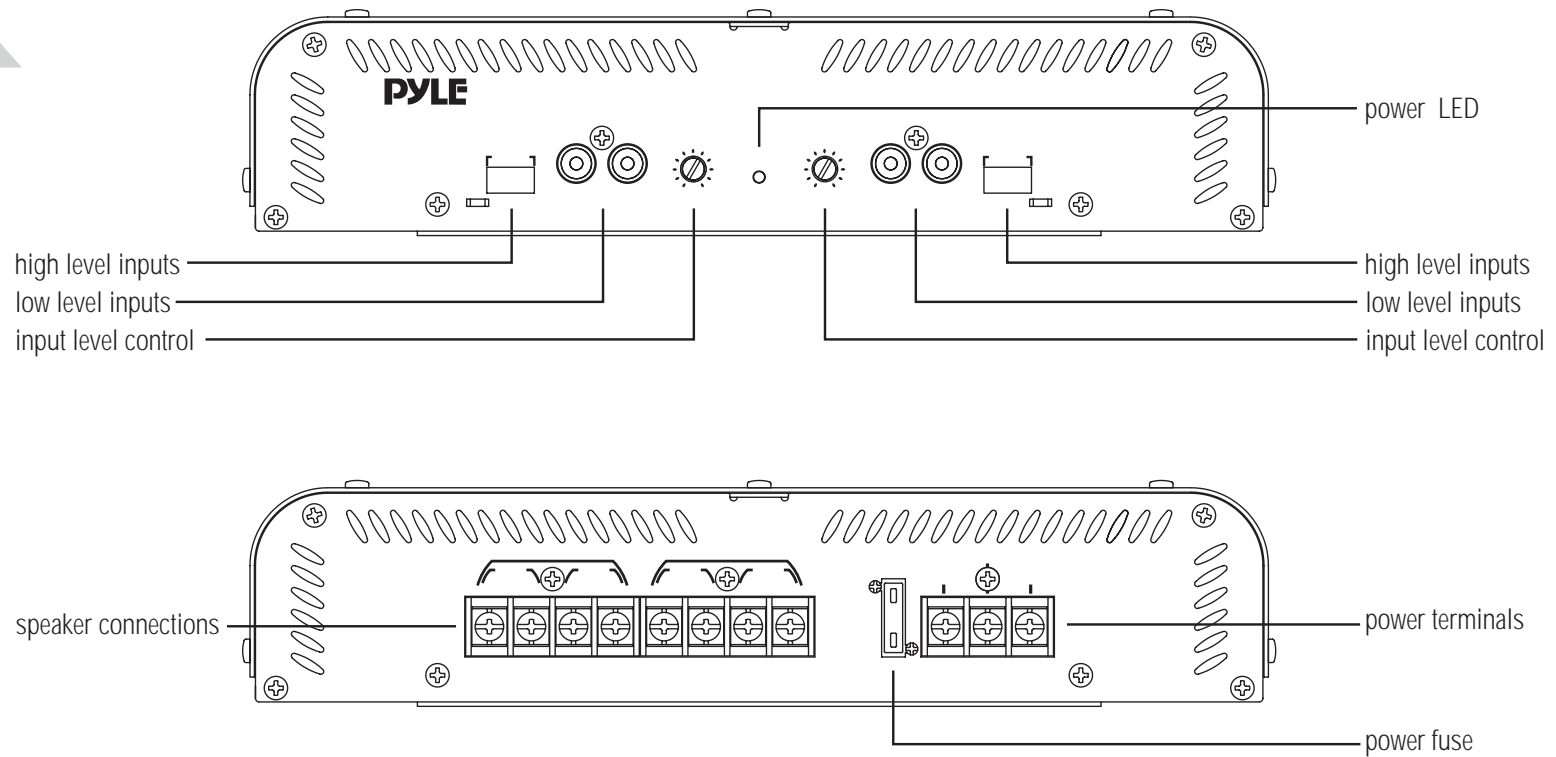 PYLE
power LED
high level inputs
low level inputs
input level control
high level inputs
low level inputs
input level control
speaker connections
power terminals
power fuse